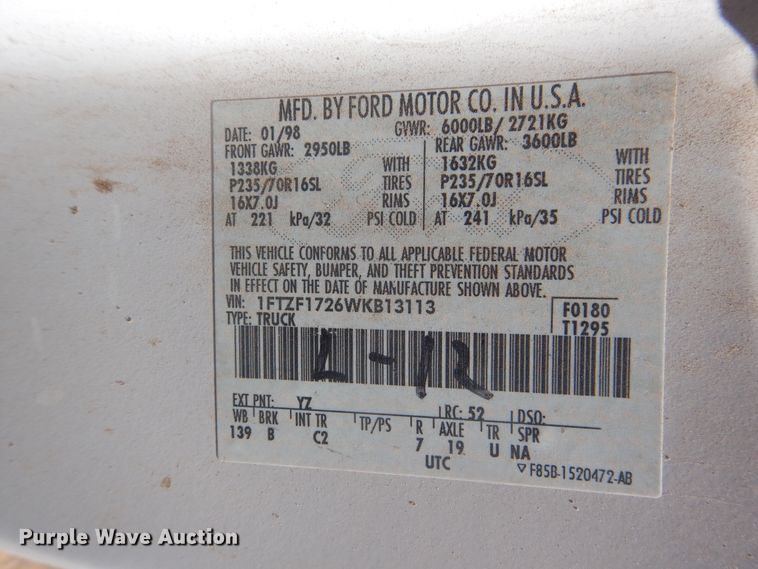 MFD. BY FORD MOTOR CO. IN U.S.A.
DATE: 01/98 GVWR: 6000LB/ 2721KG
FRONT GAWR: 2950LB REAR GAWR: 3600LB
1338KG WITH 1632KG WITH
P235/70R16SL TIRES P235/70R16SL TIRES
16X7.0J RIMS 16X7.0J RIMS
AT 221 kPa/32 PSI COLD AT 241 kPa/35 PSI COLD
THIS VEHICLE CONFORMS TO ALL APPLICABLE FEDERAL MOTOR
VEHICLE SAFETY, BUMPER, AND THEFT PREVENTION STANDARDS
IN EFFECT ON THE DATE OF MANUFACTURE SHOWN ABOVE.
VIN: 1FTZF1726WKB13113 F0180
TYPE: TRUCK T1295
L-12
EXT PNT: YZ RC: 52 DSO:
WB BRK INT TR TP/PS R AXLE TR SPR
139 B C2 7 19 U NA
UTC F85B-1520472-AB
Purple Wave Auction